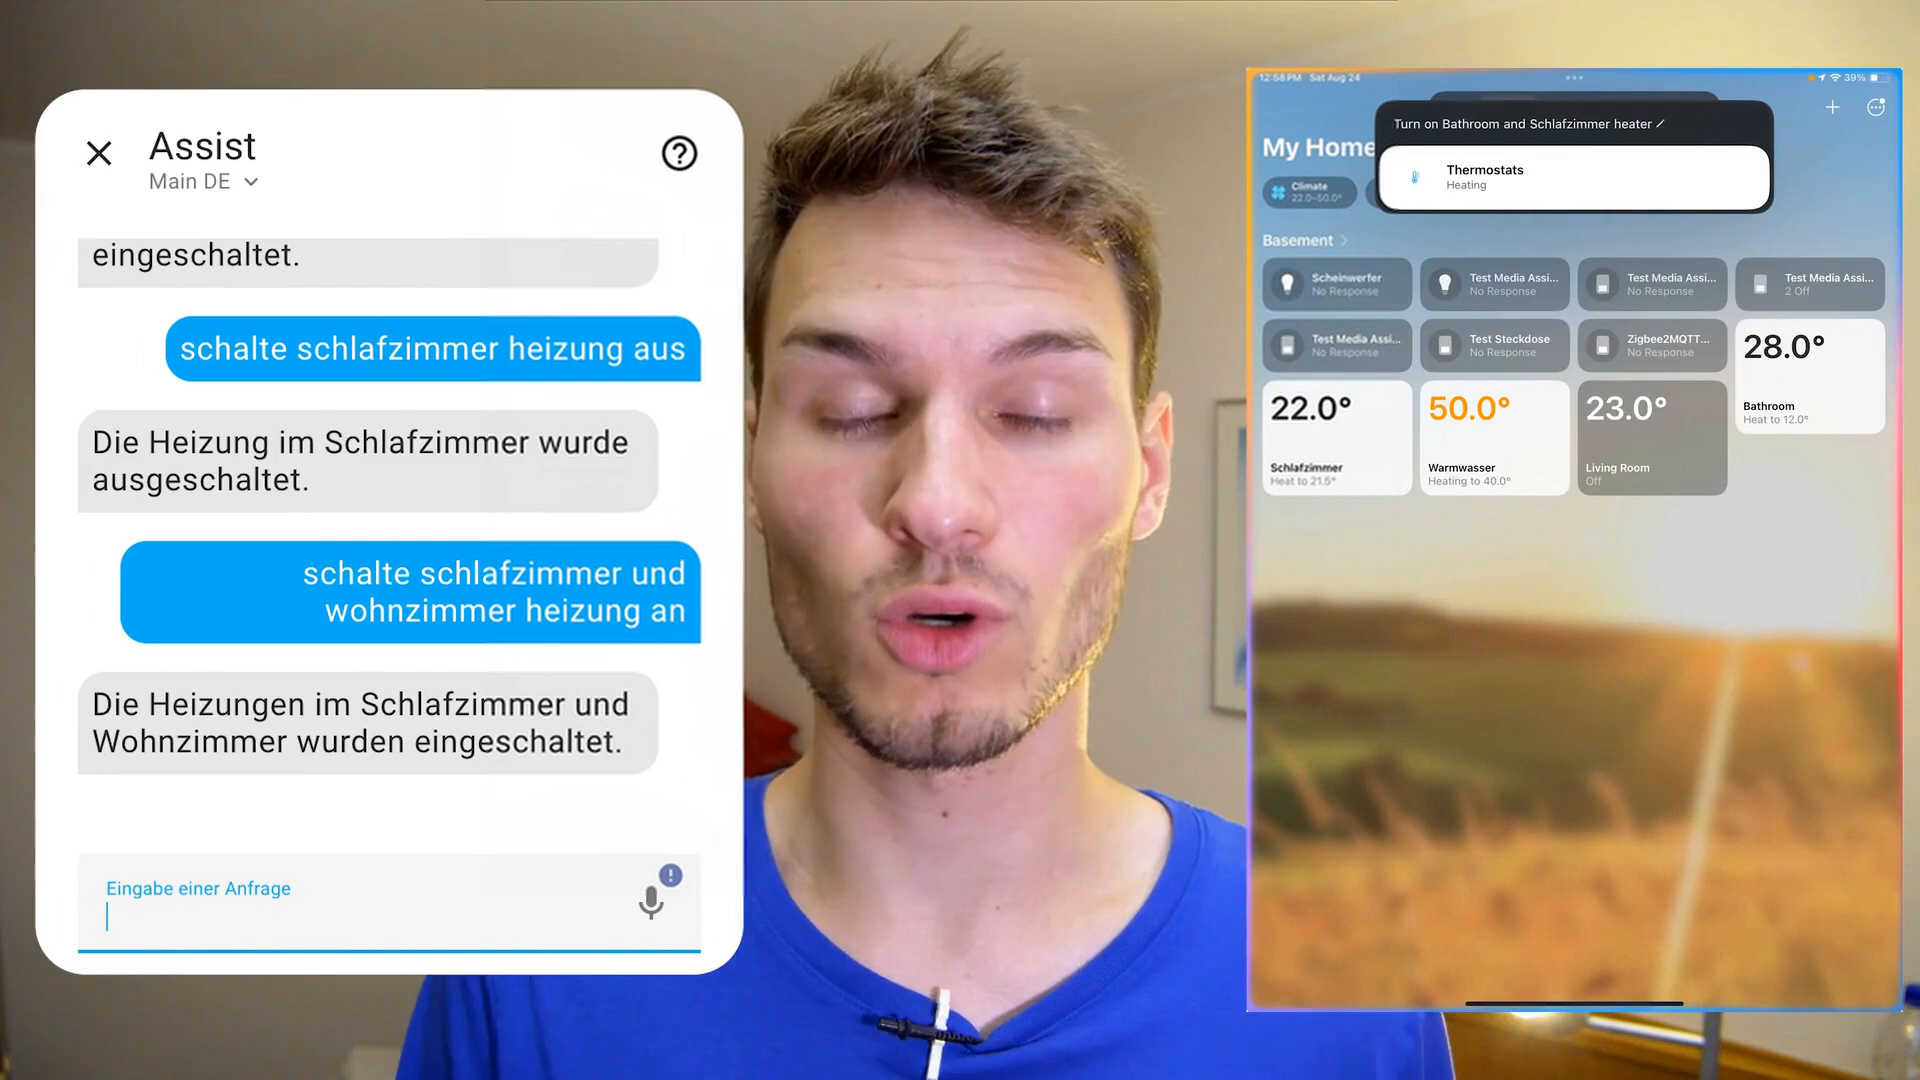 Assist
Main DE
eingeschaltet.
schalte schlafzimmer heizung aus
Die Heizung im Schlafzimmer wurde
ausgeschaltet.
schalte schlafzimmer und
wohnzimmer heizung an
Die Heizungen im Schlafzimmer und
Wohnzimmer wurden eingeschaltet.
Eingabe einer Anfrage
12:58 PM Sat Aug 24
39%
Turn on Bathroom and Schlafzimmer heater
Thermostats
Heating
My Home
Climate
22.0–50.0°
Basement
Scheinwerfer
No Response
Test Media Assi...
No Response
Test Media Assi...
No Response
Test Media Assi...
2 Off
Test Media Assi...
No Response
Test Steckdose
No Response
Zigbee2MQTT...
No Response
28.0°
Bathroom
Heat to 12.0°
22.0°
Schlafzimmer
Heat to 21.5°
50.0°
Warmwasser
Heating to 40.0°
23.0°
Living Room
Off